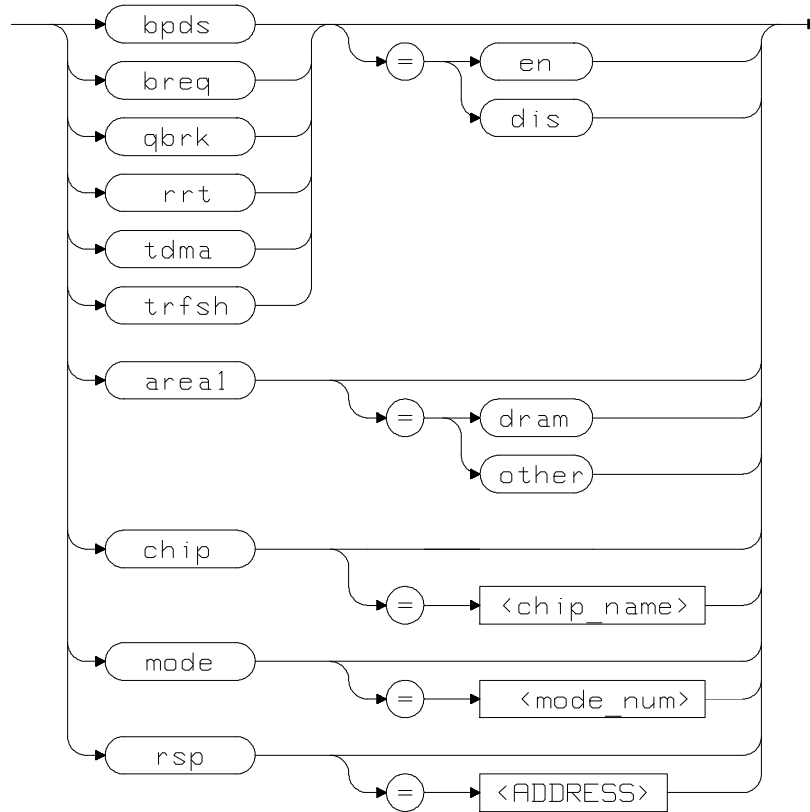 bpds
= en
breq
dis
qbrk
rrt
tdma
trfsh
area1
= dram
other
chip
= <chip_name>
mode
= <mode_num>
rsp
= <ADDRESS>